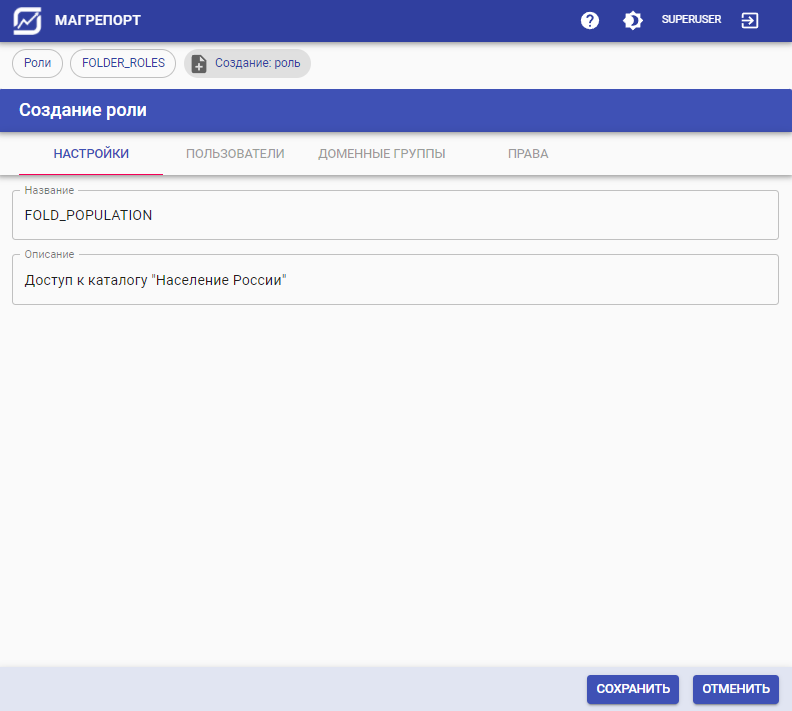 МАГРЕПОРТ
SUPERUSER
Роли
FOLDER_ROLES
Создание: роль
Создание роли
НАСТРОЙКИ
ПОЛЬЗОВАТЕЛИ
ДОМЕННЫЕ ГРУППЫ
ПРАВА
Название
FOLD_POPULATION
Описание
Доступ к каталогу "Население России"
СОХРАНИТЬ
ОТМЕНИТЬ